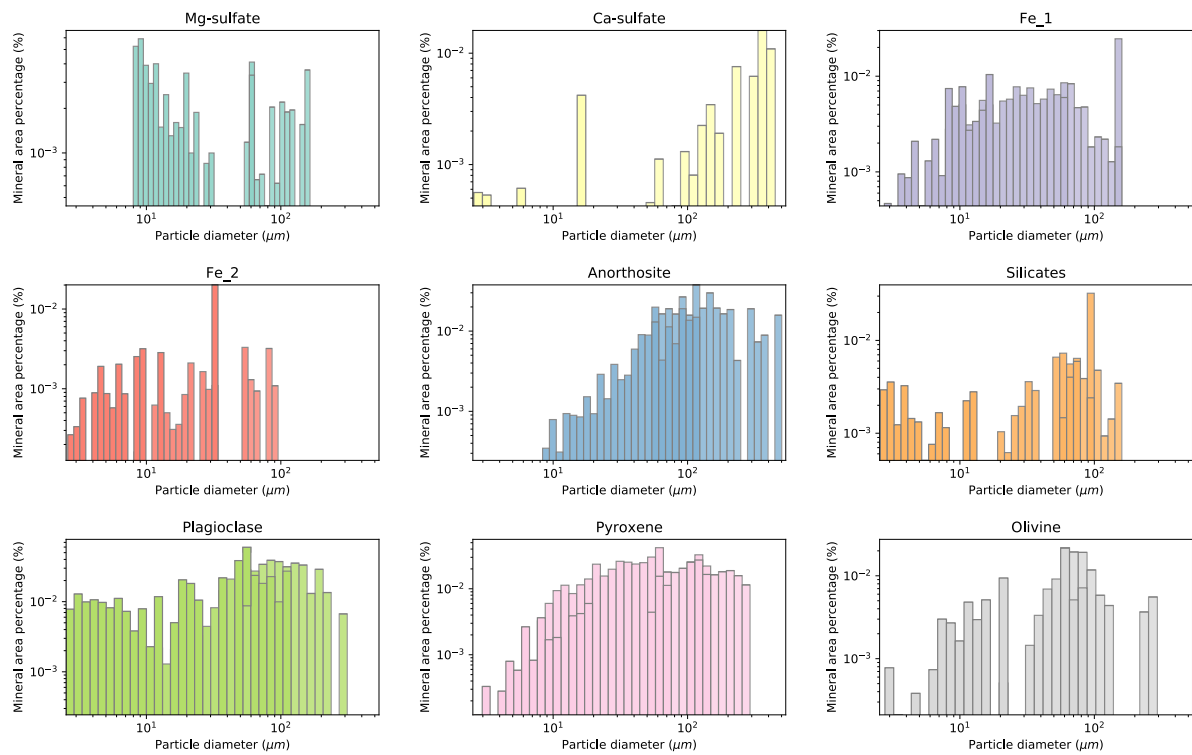 Mg-sulfate
Mineral area percentage (%)
10⁻³
10¹
10²
Particle diameter (μm)
Ca-sulfate
Mineral area percentage (%)
10⁻²
10⁻³
10¹
10²
Particle diameter (μm)
Fe_1
Mineral area percentage (%)
10⁻²
10⁻³
10¹
10²
Particle diameter (μm)
Fe_2
Mineral area percentage (%)
10⁻²
10⁻³
10¹
10²
Particle diameter (μm)
Anorthosite
Mineral area percentage (%)
10⁻²
10⁻³
10¹
10²
Particle diameter (μm)
Silicates
Mineral area percentage (%)
10⁻²
10⁻³
10¹
10²
Particle diameter (μm)
Plagioclase
Mineral area percentage (%)
10⁻²
10⁻³
10¹
10²
Particle diameter (μm)
Pyroxene
Mineral area percentage (%)
10⁻²
10⁻³
10¹
10²
Particle diameter (μm)
Olivine
Mineral area percentage (%)
10⁻²
10⁻³
10¹
10²
Particle diameter (μm)